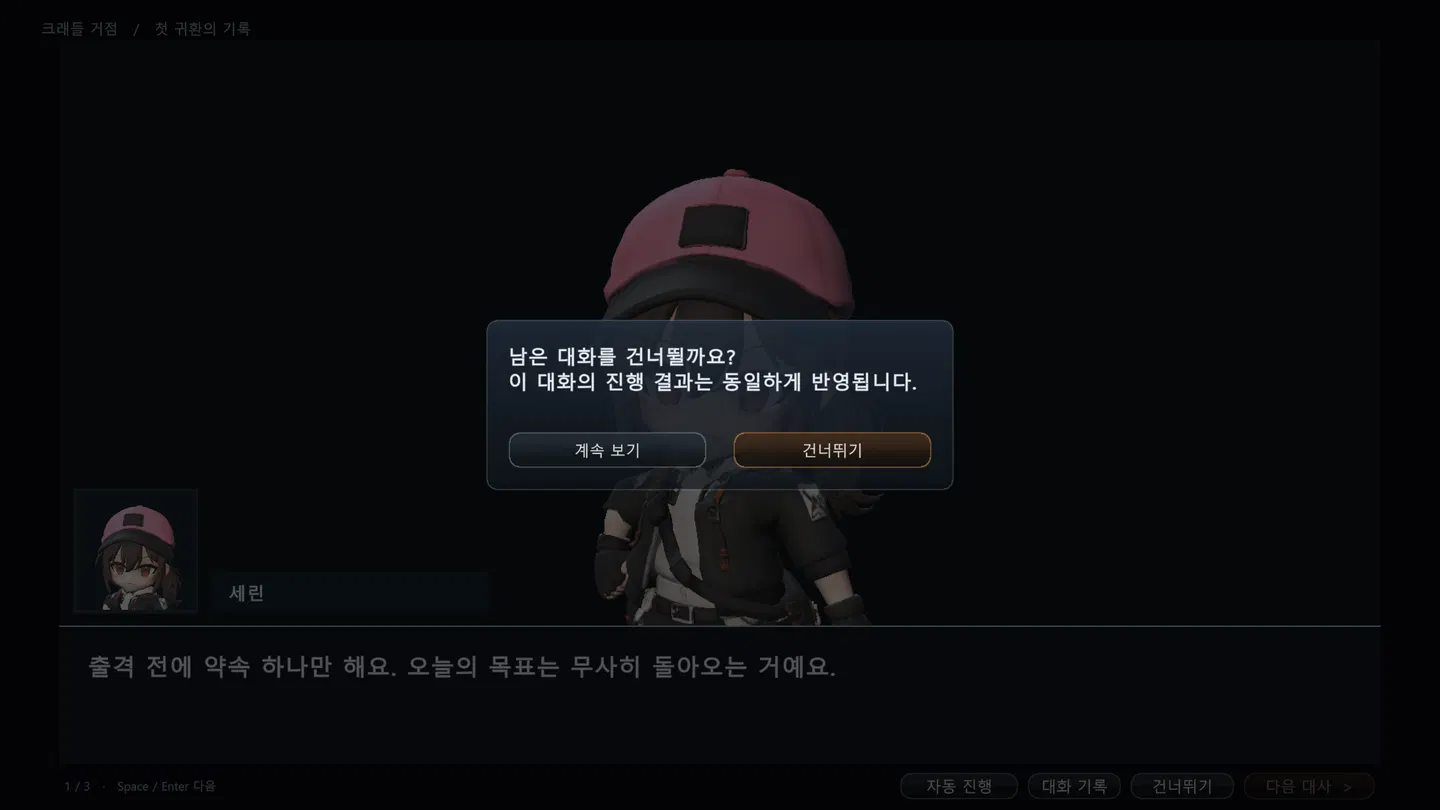 크래들 거점 / 첫 귀환의 기록
남은 대화를 건너뛸까요?
이 대화의 진행 결과는 동일하게 반영됩니다.
계속 보기
건너뛰기
세린
출격 전에 약속 하나만 해요. 오늘의 목표는 무사히 돌아오는 거예요.
1 / 3 · Space / Enter 다음
자동 진행
대화 기록
건너뛰기
다음 대사 >